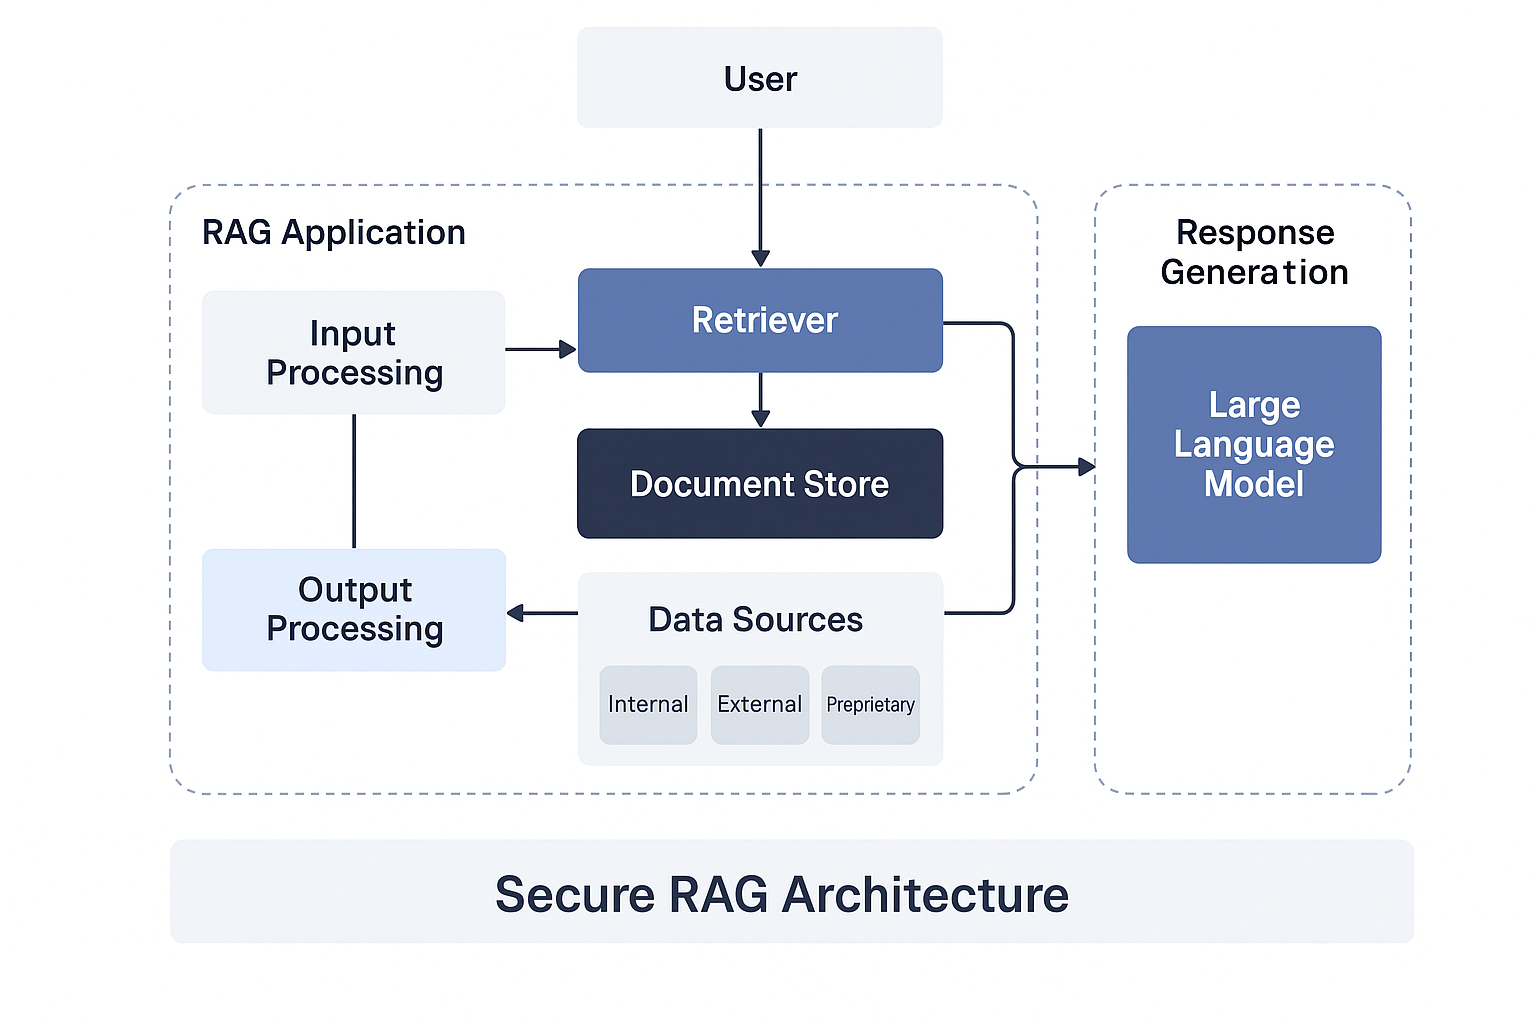 User
RAG Application
Input
Processing
Retriever
Document Store
Output
Processing
Data Sources
Internal
External
Preprietary
Response
Generation
Large
Language
Model
Secure RAG Architecture